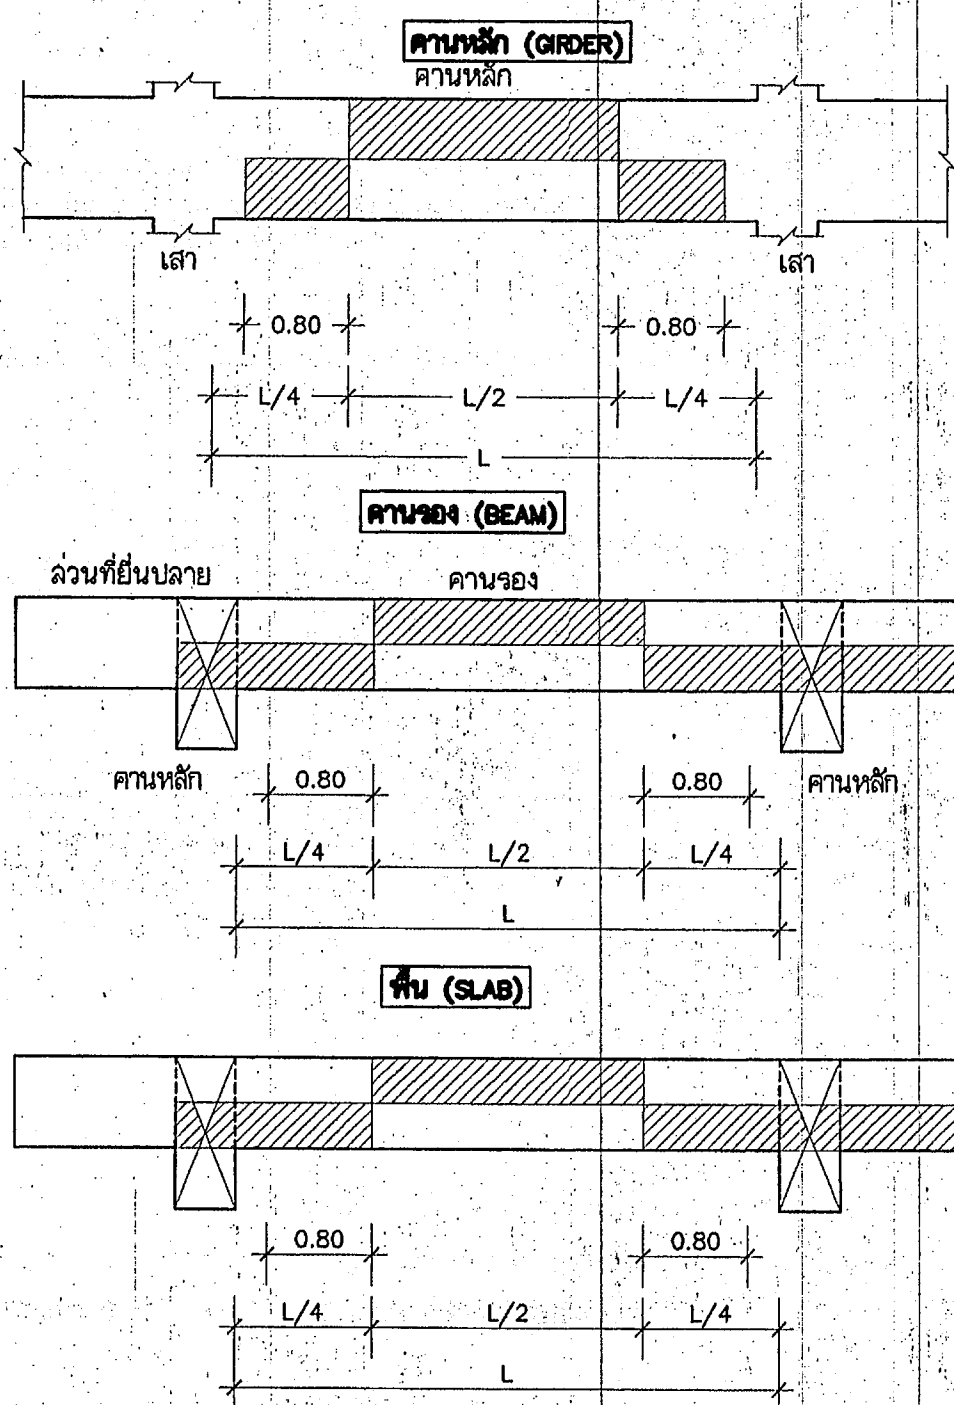 คานหลัก (GIRDER)
คานหลัก
เสา
เสา
0.80
0.80
L/4
L/2
L/4
L
คานรอง (BEAM)
ล่วนที่ยื่นปลาย
คานรอง
คานหลัก
0.80
0.80
คานหลัก
L/4
L/2
L/4
L
พื้น (SLAB)
0.80
0.80
L/4
L/2
L/4
L